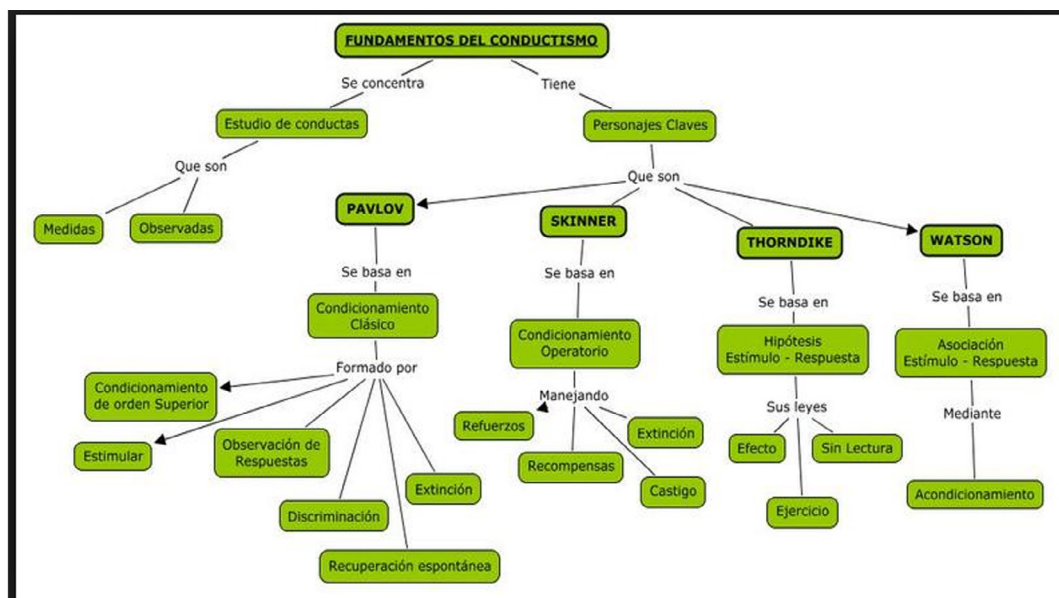 FUNDAMENTOS DEL CONDUCTISMO
Se concentra
Tiene
Estudio de conductas
Personajes Claves
Que son
Que son
Medidas
Observadas
PAVLOV
SKINNER
THORNDIKE
WATSON
Se basa en
Se basa en
Se basa en
Se basa en
Condicionamiento
Clásico
Condicionamiento
Operatorio
Hipótesis
Estímulo - Respuesta
Asociación
Estímulo - Respuesta
Formado por
Manejando
Sus leyes
Mediante
Condicionamiento
de orden Superior
Estimular
Observación de
Respuestas
Discriminación
Recuperación espontánea
Extinción
Refuerzos
Recompensas
Extinción
Castigo
Efecto
Sin Lectura
Ejercicio
Acondicionamiento